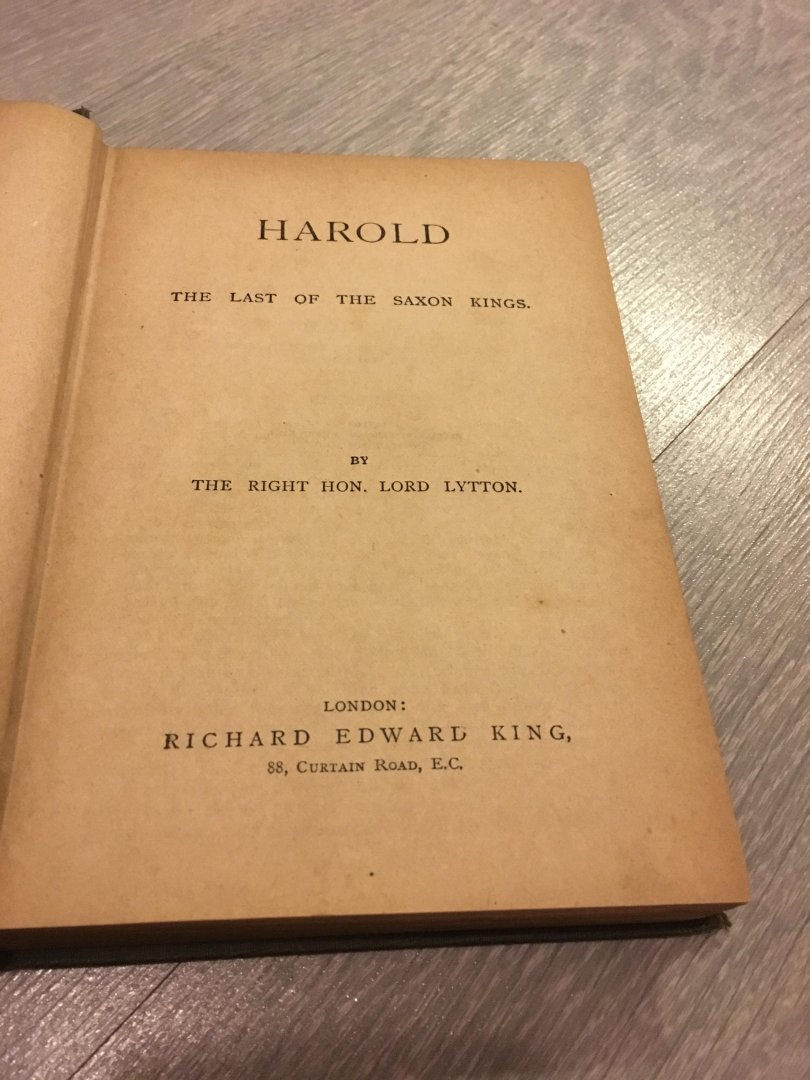 HAROLD
THE LAST OF THE SAXON KINGS.
BY
THE RIGHT HON. LORD LYTTON.
LONDON:
RICHARD EDWARD KING,
88, CURTAIN ROAD, E.C.